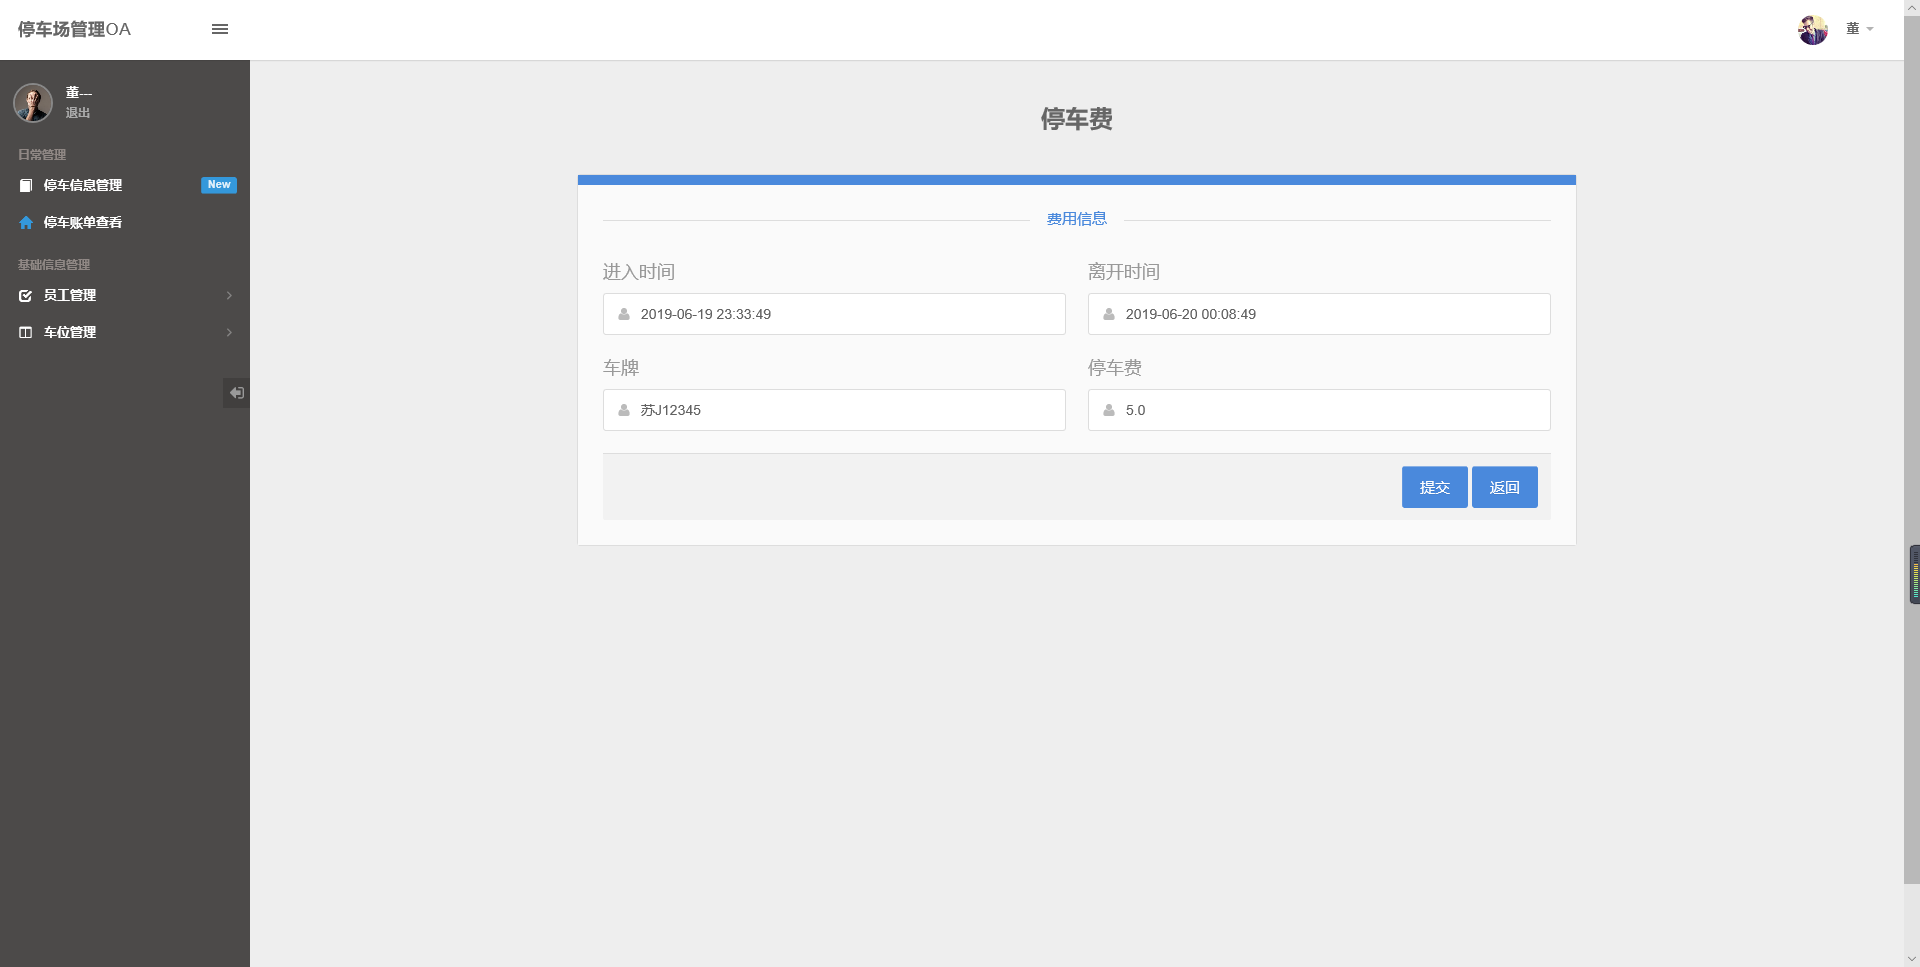 停车场管理OA
董
董---
退出
日常管理
停车信息管理 New
停车账单查看
基础信息管理
员工管理
车位管理
停车费
费用信息
进入时间 离开时间
2019-06-19 23:33:49 2019-06-20 00:08:49
车牌 停车费
苏J12345 5.0
提交 返回